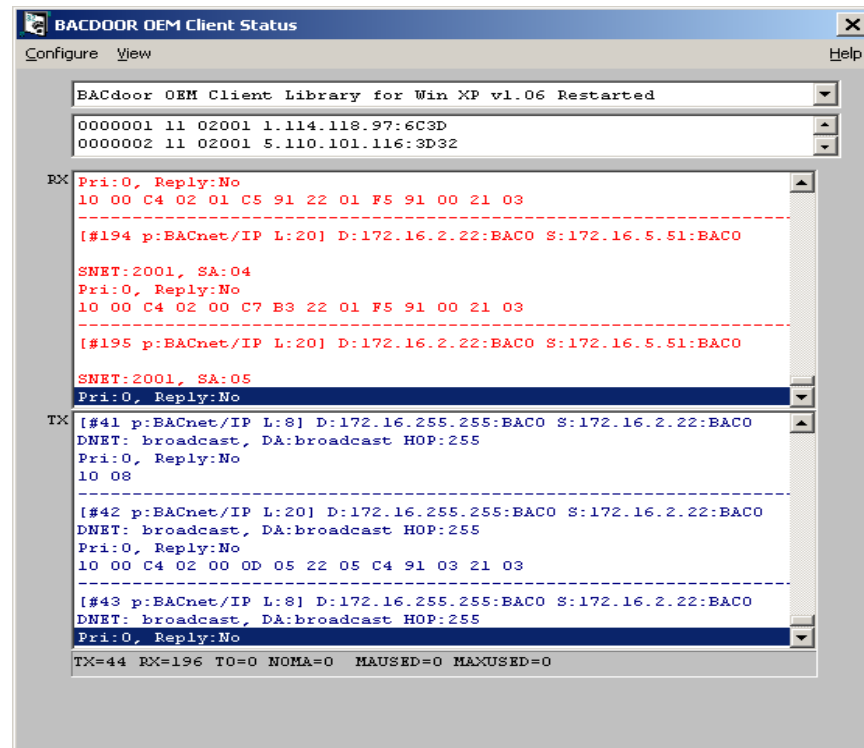 BACDOOR OEM Client Status
Configure View Help
BACdoor OEM Client Library for Win XP v1.06 Restarted
0000001 11 02001 1.114.118.97:6C3D
0000002 11 02001 5.110.101.116:3D32
RX
Pri:0, Reply:No
10 00 C4 02 01 C5 91 22 01 F5 91 00 21 03
--------------------------------------------------------------
[#194 p:BACnet/IP L:20] D:172.16.2.22:BAC0 S:172.16.5.51:BAC0
SNET:2001, SA:04
Pri:0, Reply:No
10 00 C4 02 00 C7 B3 22 01 F5 91 00 21 03
--------------------------------------------------------------
[#195 p:BACnet/IP L:20] D:172.16.2.22:BAC0 S:172.16.5.51:BAC0
SNET:2001, SA:05
Pri:0, Reply:No
TX
[#41 p:BACnet/IP L:8] D:172.16.255.255:BAC0 S:172.16.2.22:BAC0
DNET: broadcast, DA:broadcast HOP:255
Pri:0, Reply:No
10 08
--------------------------------------------------------------
[#42 p:BACnet/IP L:20] D:172.16.255.255:BAC0 S:172.16.2.22:BAC0
DNET: broadcast, DA:broadcast HOP:255
Pri:0, Reply:No
10 00 C4 02 00 0D 05 22 05 C4 91 03 21 03
--------------------------------------------------------------
[#43 p:BACnet/IP L:8] D:172.16.255.255:BAC0 S:172.16.2.22:BAC0
DNET: broadcast, DA:broadcast HOP:255
Pri:0, Reply:No
TX=44 RX=196 TO=0 NOMA=0 MAUSED=0 MAXUSED=0